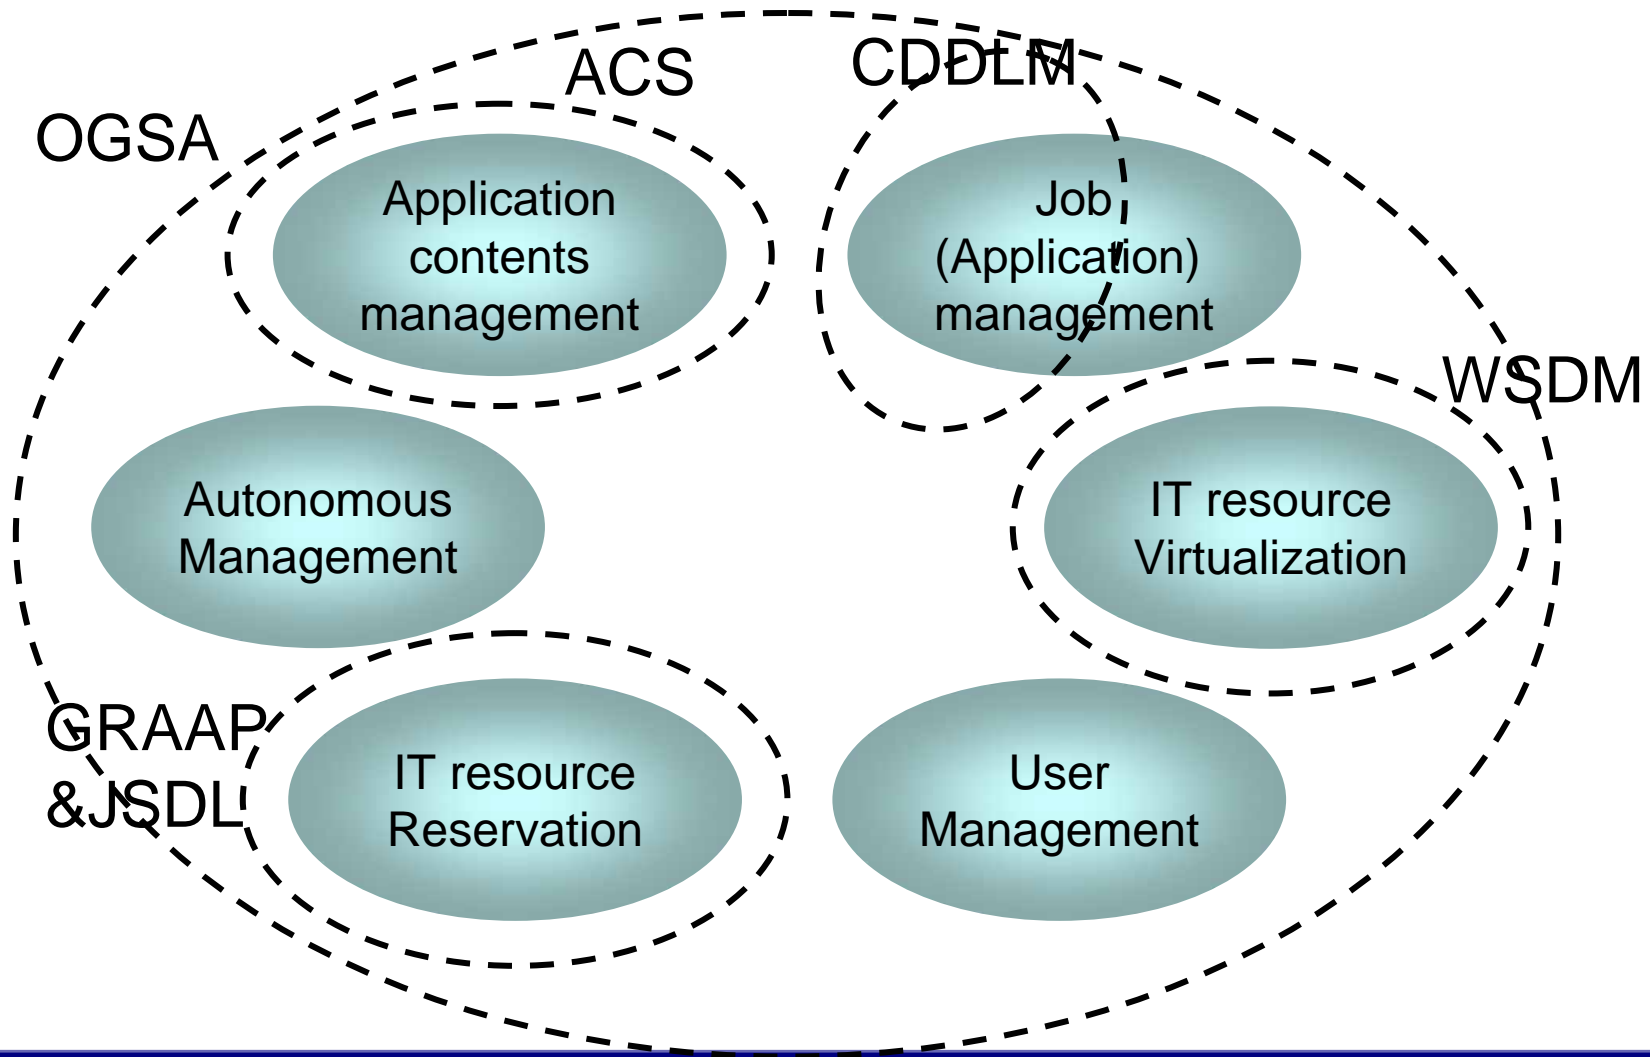 ACS
CDDLM
OGSA
Application
contents
management
Job
(Application)
management
WSDM
Autonomous
Management
IT resource
Virtualization
GRAAP
&JSDL
IT resource
Reservation
User
Management